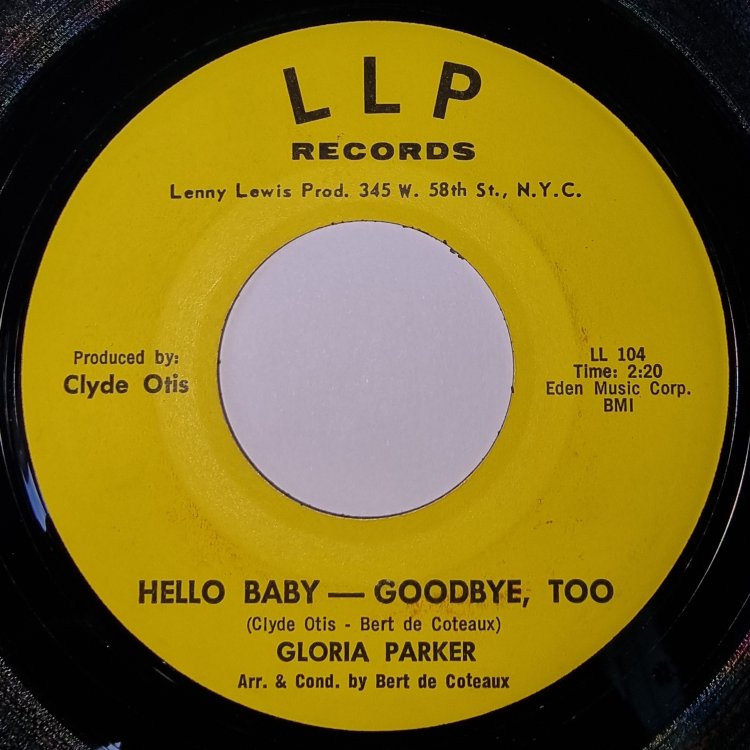 LLP
RECORDS
Lenny Lewis Prod. 345 W. 58th St., N.Y.C.
Produced by:
Clyde Otis
LL 104
Time: 2:20
Eden Music Corp.
BMI
HELLO BABY — GOODBYE, TOO
(Clyde Otis - Bert de Coteaux)
GLORIA PARKER
Arr. & Cond. by Bert de Coteaux